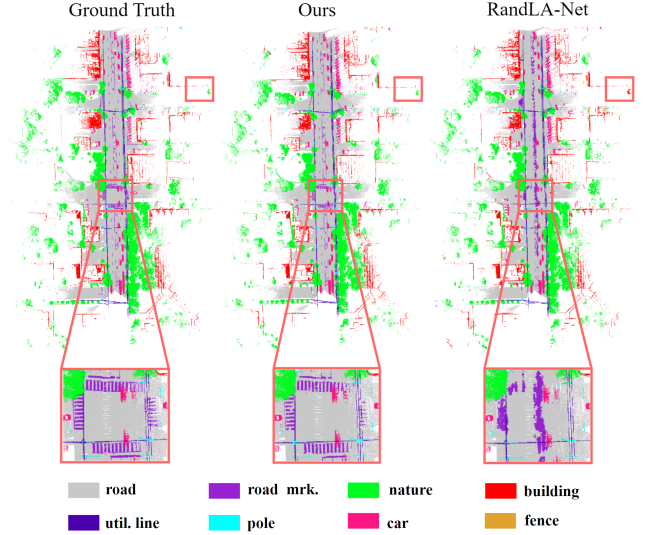 Ground Truth Ours RandLA-Net
road road mrk. nature building
util. line pole car fence